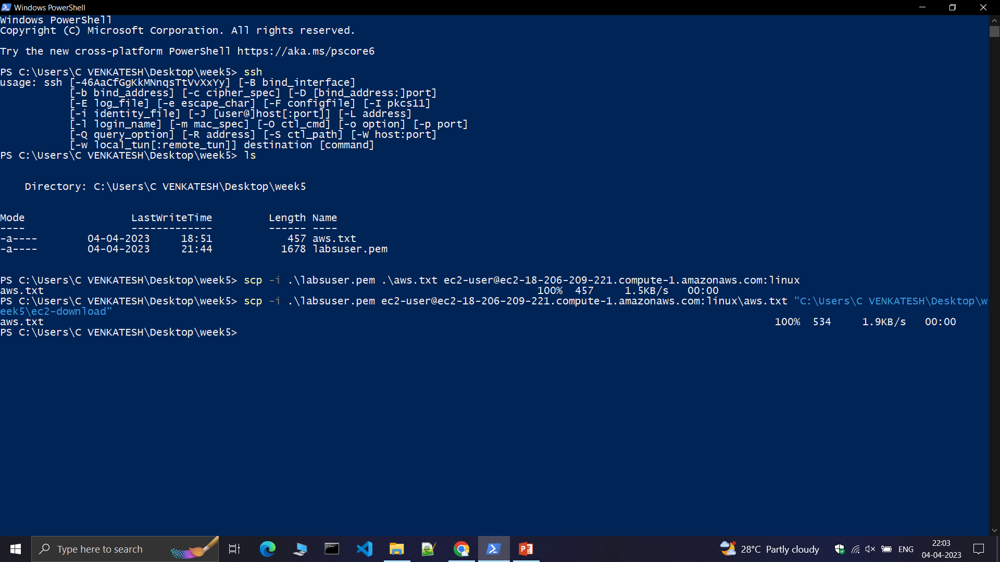 Windows PowerShell
Windows PowerShell
Copyright (C) Microsoft Corporation. All rights reserved.
Try the new cross-platform PowerShell https://aka.ms/pscore6
PS C:\Users\C VENKATESH\Desktop\week5> ssh
usage: ssh [-46AaCfGgKkMNnqsTtVvXxYy] [-B bind_interface]
           [-b bind_address] [-c cipher_spec] [-D [bind_address:]port]
           [-E log_file] [-e escape_char] [-F configfile] [-I pkcs11]
           [-i identity_file] [-J [user@]host[:port]] [-L address]
           [-l login_name] [-m mac_spec] [-O ctl_cmd] [-o option] [-p port]
           [-Q query_option] [-R address] [-S ctl_path] [-W host:port]
           [-w local_tun[:remote_tun]] destination [command]
PS C:\Users\C VENKATESH\Desktop\week5> ls
    Directory: C:\Users\C VENKATESH\Desktop\week5
Mode                 LastWriteTime         Length Name
----                 -------------         ------ ----
-a----        04-04-2023     18:51            457 aws.txt
-a----        04-04-2023     21:44           1678 labsuser.pem
PS C:\Users\C VENKATESH\Desktop\week5> scp -i .\labsuser.pem .\aws.txt ec2-user@ec2-18-206-209-221.compute-1.amazonaws.com:linux
aws.txt                                                                               100%  457     1.5KB/s   00:00
PS C:\Users\C VENKATESH\Desktop\week5> scp -i .\labsuser.pem ec2-user@ec2-18-206-209-221.compute-1.amazonaws.com:linux\aws.txt "C:\Users\C VENKATESH\Desktop\w
eek5\ec2-download"
aws.txt                                                                                                                     100%  534     1.9KB/s   00:00
PS C:\Users\C VENKATESH\Desktop\week5>
Type here to search
28°C Partly cloudy
ENG
22:03
04-04-2023